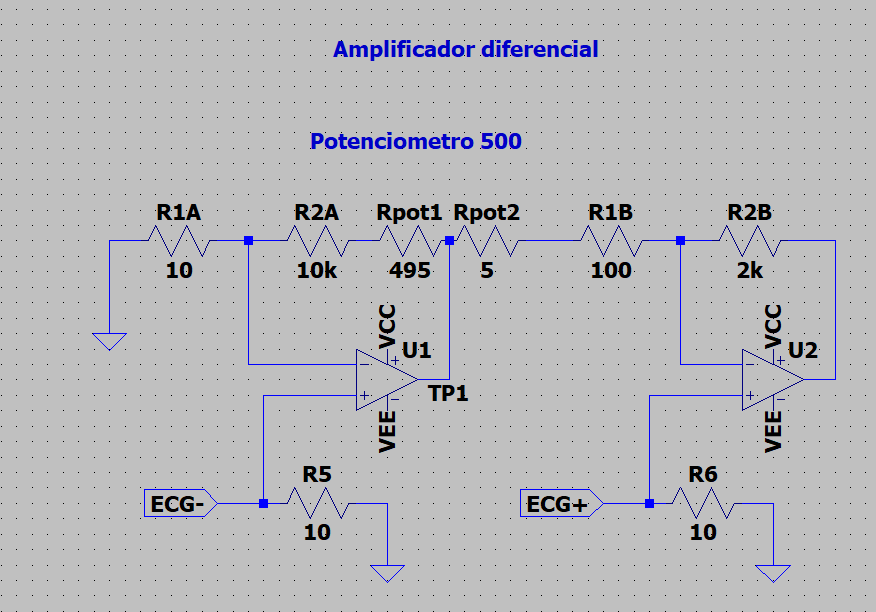 Amplificador diferencial
Potenciometro 500
R1A R2A Rpot1 Rpot2 R1B R2B
10 10k 495 5 100 2k
VCC VCC
U1 U2
TP1
VEE VEE
R5 R6
ECG- ECG+
10 10